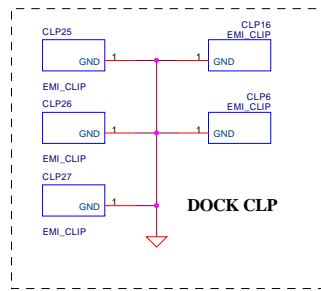 CLP25
GND 1
EMI_CLIP
CLP16
EMI_CLIP
1 GND
CLP26
GND 1
EMI_CLIP
CLP6
EMI_CLIP
1 GND
CLP27
GND 1
EMI_CLIP
DOCK CLP